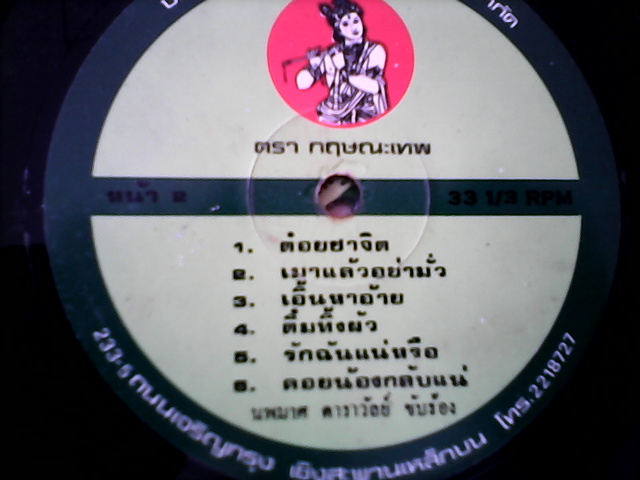 ตรา กฤษณะเทพ
หน้า ๒ 33 1/3 RPM
1. ต๋อยซาจิต
2. เมาแล้วอย่ามั่ว
3. เอิ้นหาอ้าย
4. ติ๋มทิ้งผัว
5. รักฉันแน่หรือ
6. คอยน้องกลับแน่
นพมาศ ดาราวัลย์ ขับร้อง
233-5 ถนนเจริญกรุง เชิงสะพานเหล็กบน โทร.2218727